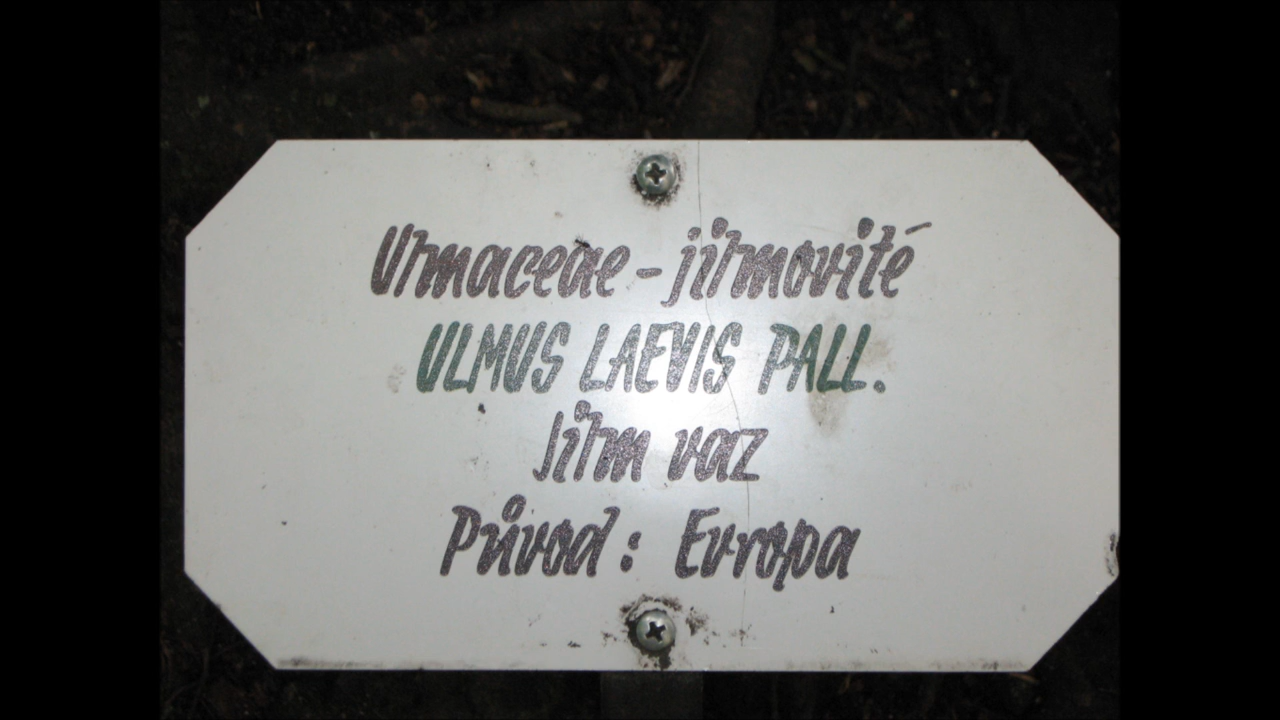 Ulmaceae - jilmovité
ULMUS LAEVIS PALL.
Jilm vaz
Původ : Evropa